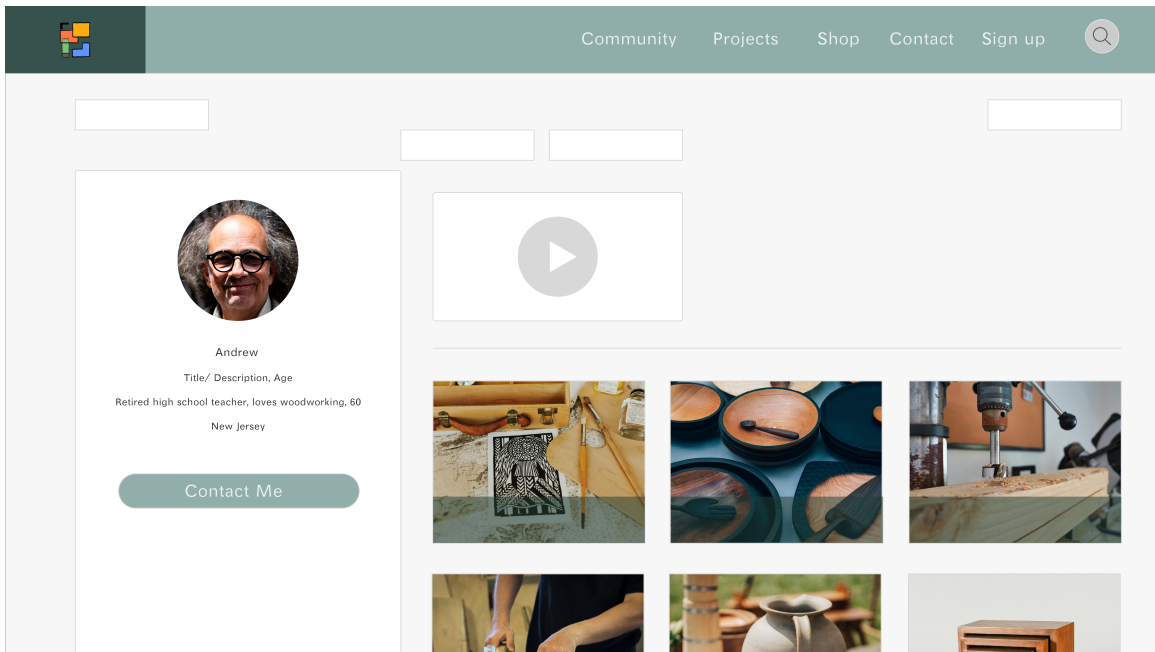 Community Projects Shop Contact Sign up
Andrew
Title/ Description, Age
Retired high school teacher, loves woodworking, 60
New Jersey
Contact Me